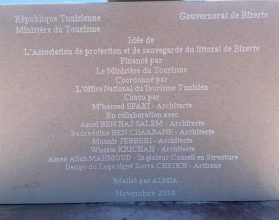 République Tunisienne
Gouvernorat de Bizerte
Ministère du Tourisme
Idée de
L'Association de protection et de sauvegarde du littoral de Bizerte
Financé par
Le Ministère du Tourisme
Coordonné par
L'Office National du Tourisme Tunisien
Conçu par
M'hamed SFAXI - Architecte
En collaboration avec
Amel BEN HAJ SALEM - Architecte
Badreddine BEN CHAABANE - Architecte
Mounir JEBBERI - Architecte
Wissem KRICHAH - Architecte
Allah MAHMOUD - Ingénieur Conseil en Structure
Design du Logo signé Dorra CHEIKH - Artisane
Réalisé par ALMIA
Novembre 2014